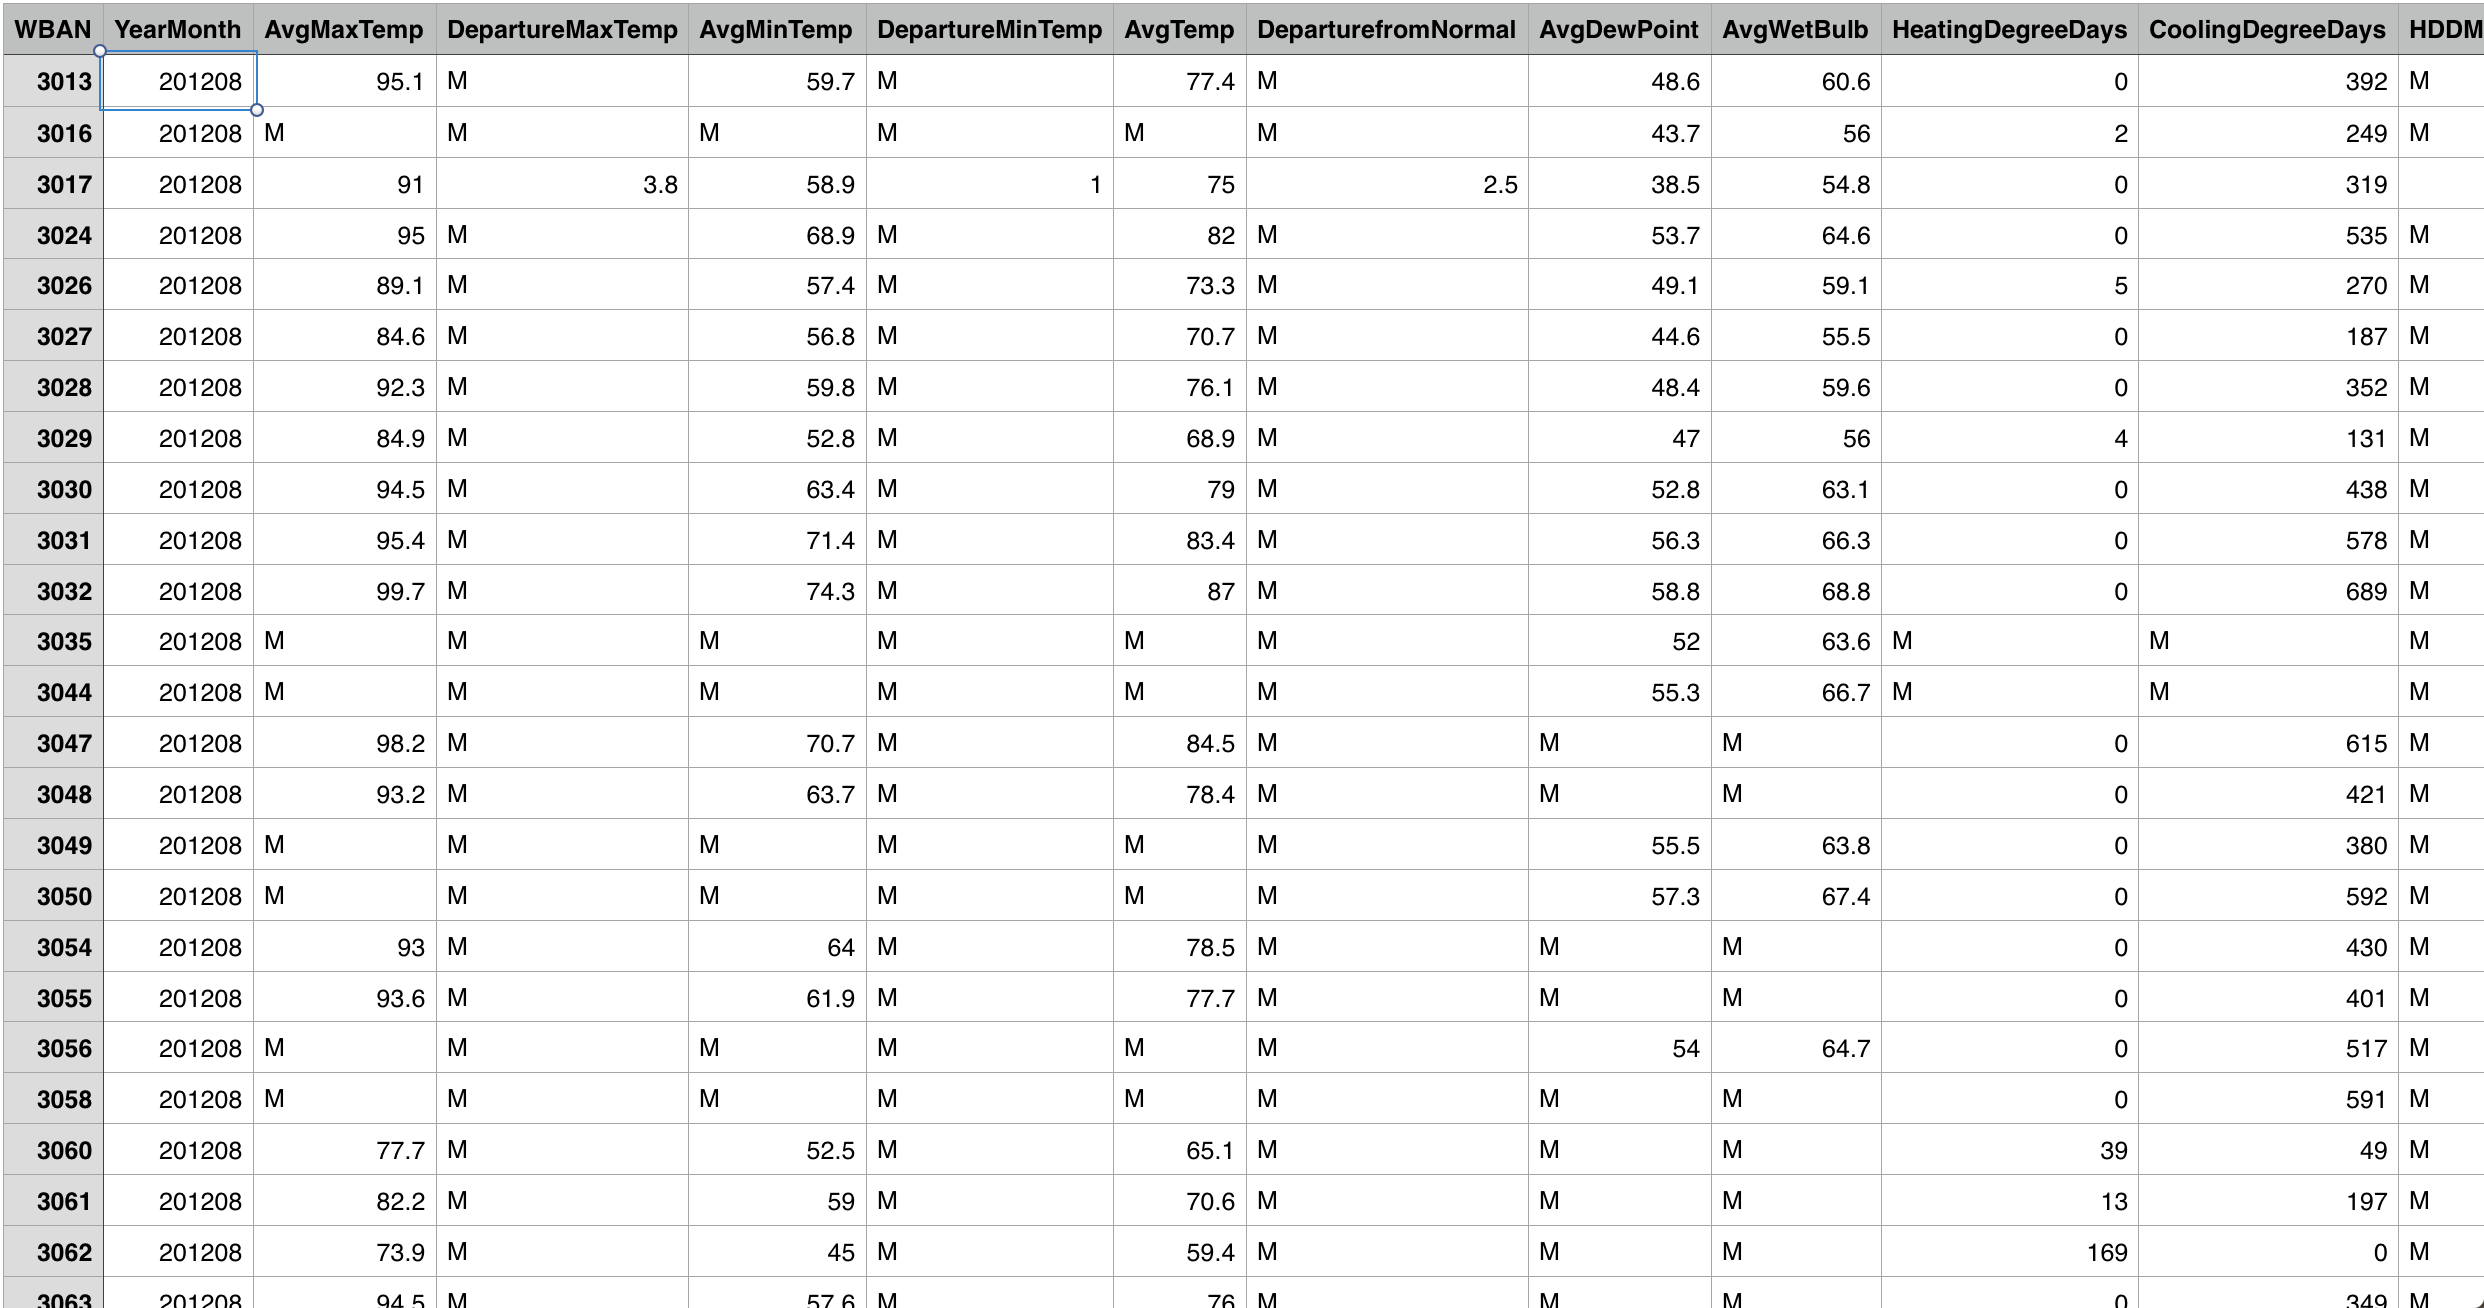 WBAN YearMonth AvgMaxTemp DepartureMaxTemp AvgMinTemp DepartureMinTemp AvgTemp DeparturefromNormal AvgDewPoint AvgWetBulb HeatingDegreeDays CoolingDegreeDays HDDM
3013 201208 95.1 M 59.7 M 77.4 M 48.6 60.6 0 392 M
3016 201208 M M M M M M 43.7 56 2 249 M
3017 201208 91 3.8 58.9 1 75 2.5 38.5 54.8 0 319
3024 201208 95 M 68.9 M 82 M 53.7 64.6 0 535 M
3026 201208 89.1 M 57.4 M 73.3 M 49.1 59.1 5 270 M
3027 201208 84.6 M 56.8 M 70.7 M 44.6 55.5 0 187 M
3028 201208 92.3 M 59.8 M 76.1 M 48.4 59.6 0 352 M
3029 201208 84.9 M 52.8 M 68.9 M 47 56 4 131 M
3030 201208 94.5 M 63.4 M 79 M 52.8 63.1 0 438 M
3031 201208 95.4 M 71.4 M 83.4 M 56.3 66.3 0 578 M
3032 201208 99.7 M 74.3 M 87 M 58.8 68.8 0 689 M
3035 201208 M M M M M M 52 63.6 M M M
3044 201208 M M M M M M 55.3 66.7 M M M
3047 201208 98.2 M 70.7 M 84.5 M M M 0 615 M
3048 201208 93.2 M 63.7 M 78.4 M M M 0 421 M
3049 201208 M M M M M M 55.5 63.8 0 380 M
3050 201208 M M M M M M 57.3 67.4 0 592 M
3054 201208 93 M 64 M 78.5 M M M 0 430 M
3055 201208 93.6 M 61.9 M 77.7 M M M 0 401 M
3056 201208 M M M M M M 54 64.7 0 517 M
3058 201208 M M M M M M M M 0 591 M
3060 201208 77.7 M 52.5 M 65.1 M M M 39 49 M
3061 201208 82.2 M 59 M 70.6 M M M 13 197 M
3062 201208 73.9 M 45 M 59.4 M M M 169 0 M
3063 201208 94.5 M 57.6 M 76 M M M 0 349 M